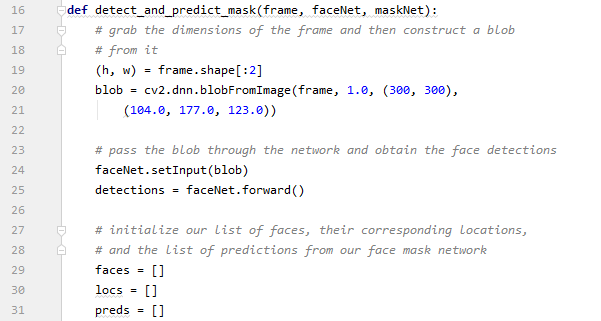 16 def detect_and_predict_mask(frame, faceNet, maskNet):
17     # grab the dimensions of the frame and then construct a blob
18     # from it
19     (h, w) = frame.shape[:2]
20     blob = cv2.dnn.blobFromImage(frame, 1.0, (300, 300),
21         (104.0, 177.0, 123.0))
22
23     # pass the blob through the network and obtain the face detections
24     faceNet.setInput(blob)
25     detections = faceNet.forward()
26
27     # initialize our list of faces, their corresponding locations,
28     # and the list of predictions from our face mask network
29     faces = []
30     locs = []
31     preds = []